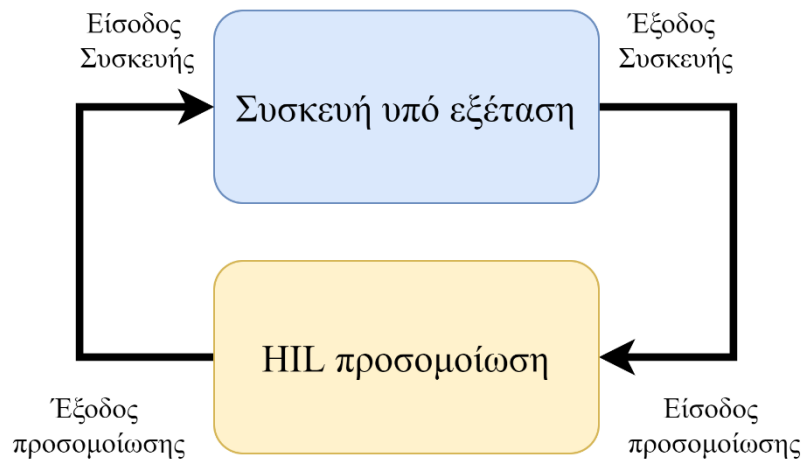 Είσοδος
Συσκευής
Έξοδος
Συσκευής
Συσκευή υπό εξέταση
HIL προσομοίωση
Έξοδος
προσομοίωσης
Είσοδος
προσομοίωσης